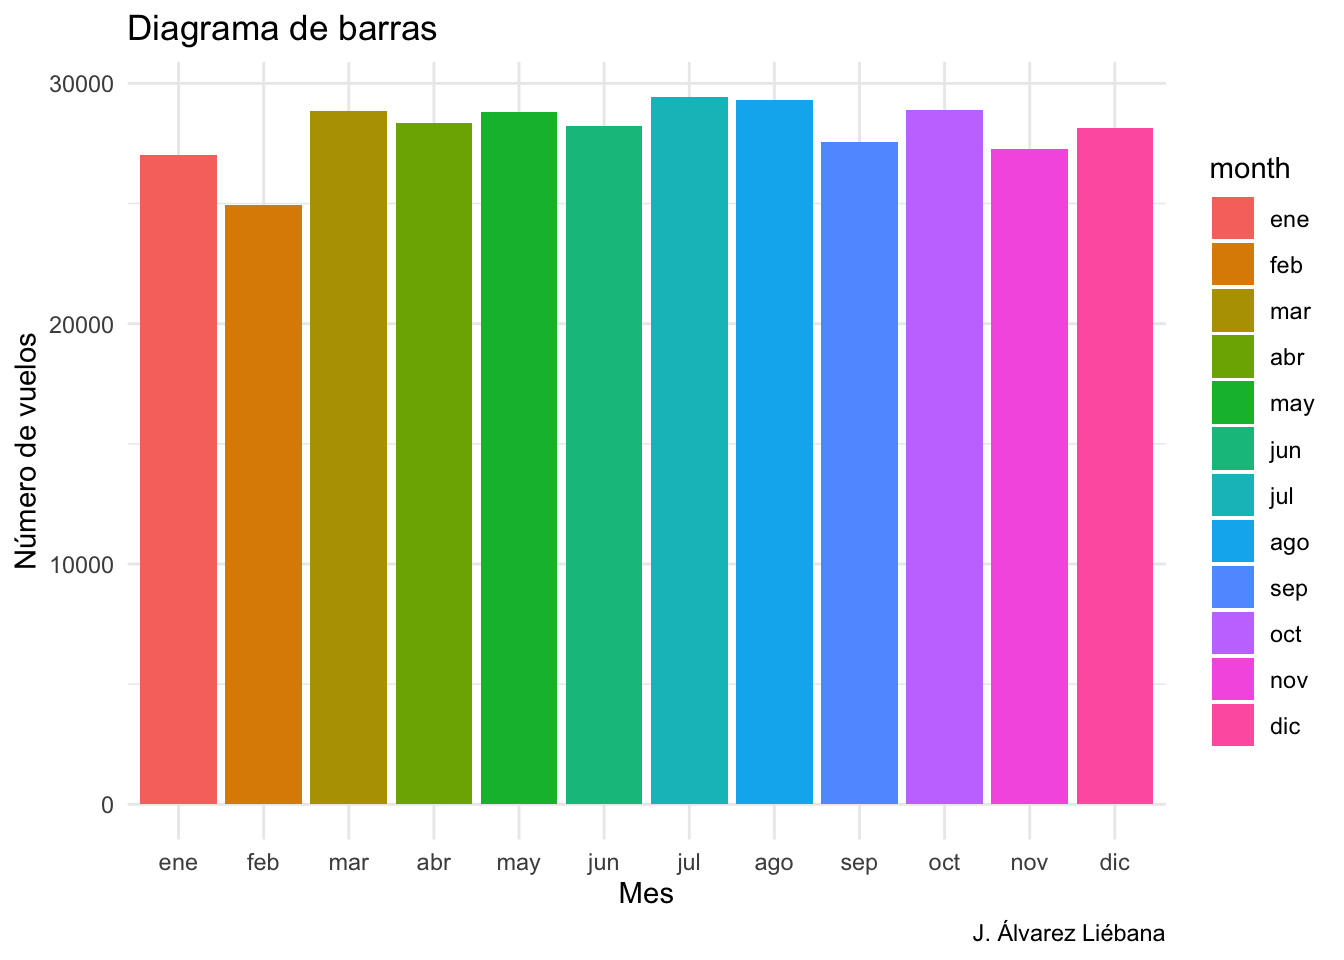 Diagrama de barras
30000
20000
10000
0
Número de vuelos
ene feb mar abr may jun jul ago sep oct nov dic
Mes
month
ene
feb
mar
abr
may
jun
jul
ago
sep
oct
nov
dic
J. Álvarez Liébana